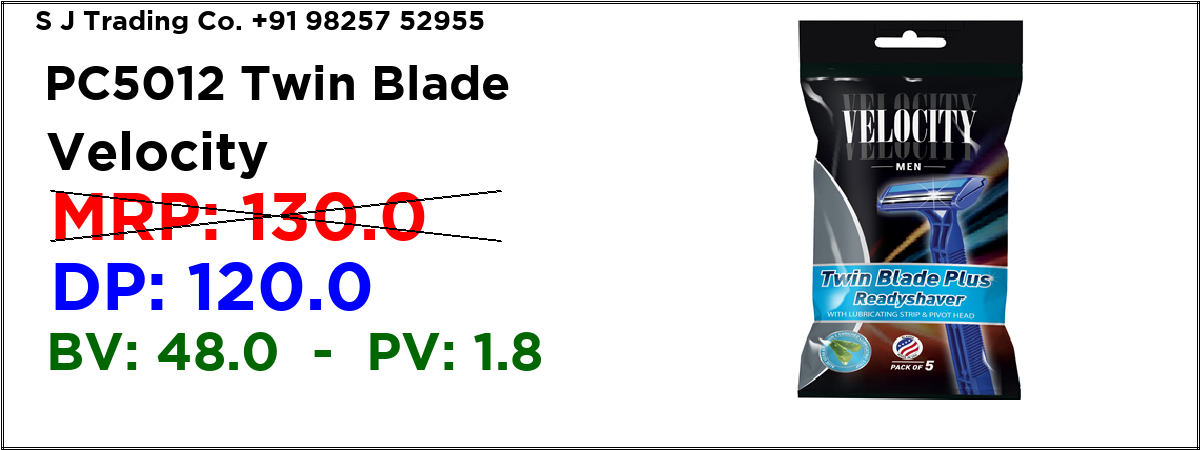 S J Trading Co. +91 98257 52955
PC5012 Twin Blade
Velocity
MRP: 130.0
DP: 120.0
BV: 48.0 - PV: 1.8
VELOCITY
MEN
Twin Blade Plus
Readyshaver
WITH LUBRICATING STRIP & PIVOT HEAD
PACK OF 5